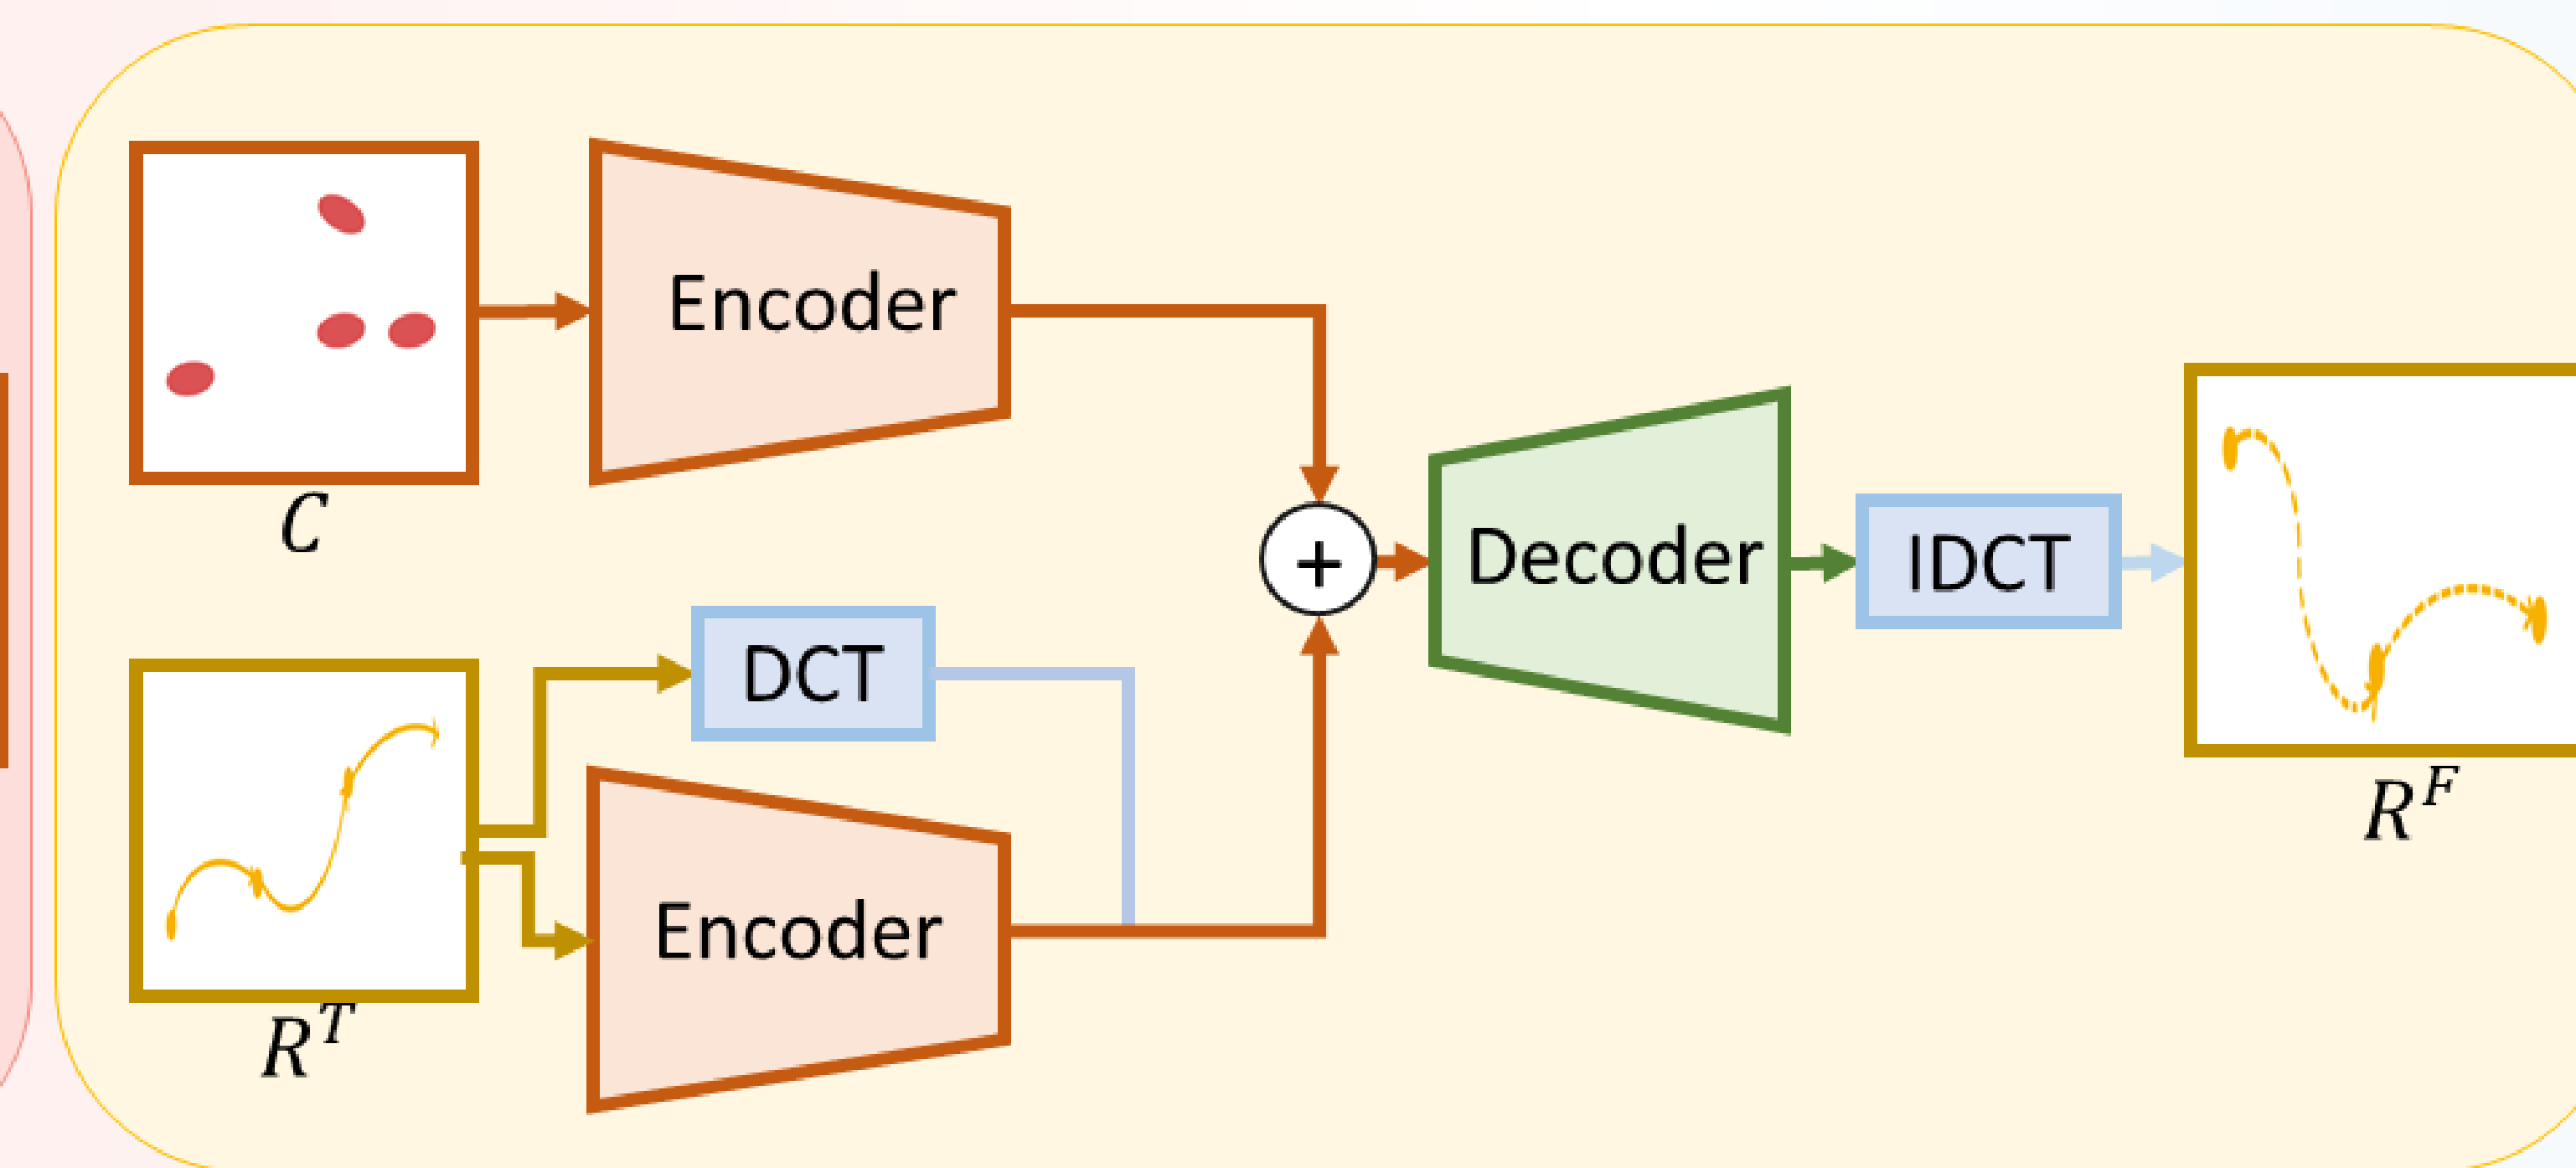 Encoder
C
+
Decoder
IDCT
DCT
Encoder
R^T
R^F